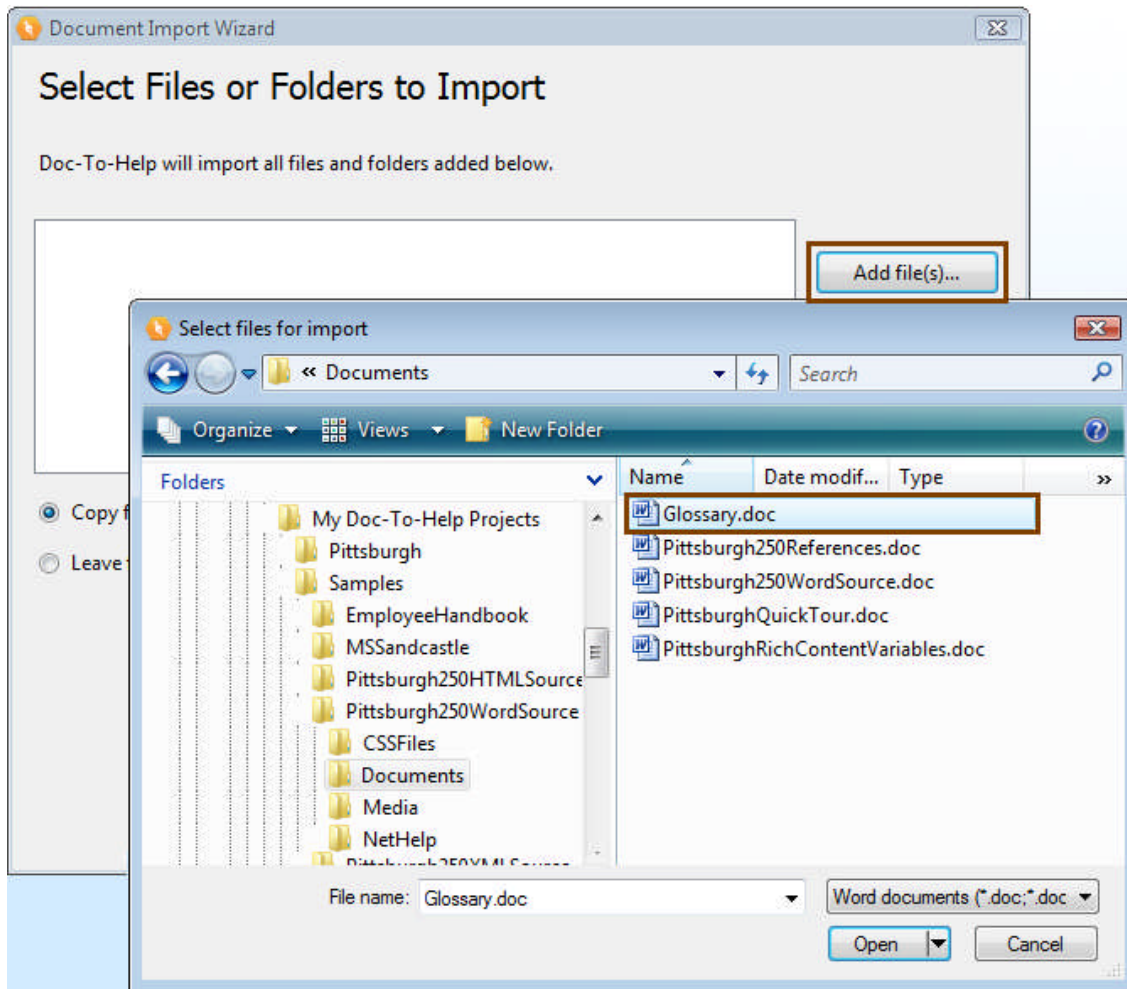 Document Import Wizard
Select Files or Folders to Import
Doc-To-Help will import all files and folders added below.
Add file(s)...
Select files for import
« Documents
Search
Organize Views New Folder
Folders
Name Date modif... Type »
My Doc-To-Help Projects
Pittsburgh
Samples
EmployeeHandbook
MSSandcastle
Pittsburgh250HTMLSource
Pittsburgh250WordSource
CSSFiles
Documents
Media
NetHelp
Pittsburgh250XMLSource
Glossary.doc
Pittsburgh250References.doc
Pittsburgh250WordSource.doc
PittsburghQuickTour.doc
PittsburghRichContentVariables.doc
Copy f
Leave
File name: Glossary.doc
Word documents (*.doc;*.doc
Open Cancel